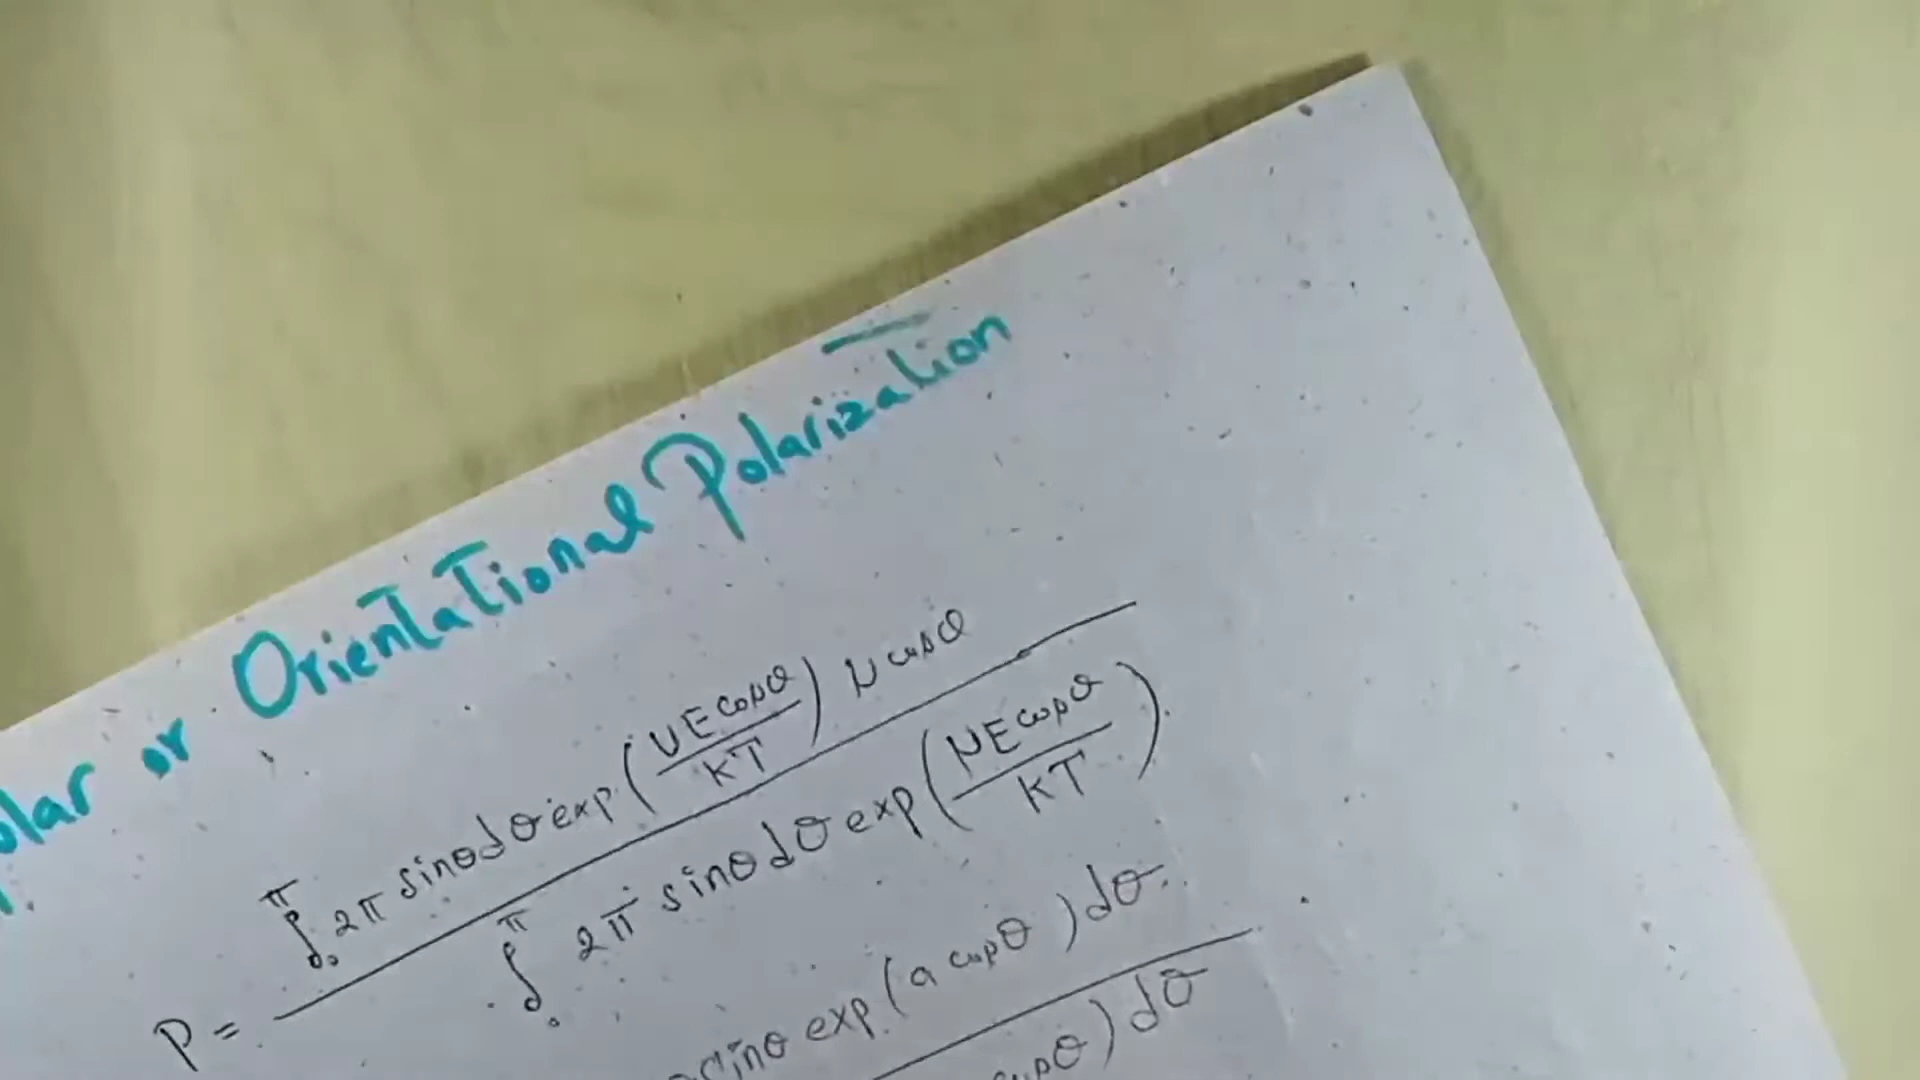 olar or Orientational Polarization
P = ∫₀^π 2π sinθ dθ exp(μE cosθ / kT) μ cosθ / ∫₀^π 2π sinθ dθ exp(μE cosθ / kT)
sinθ exp(a cosθ) dθ
cosθ) dθ